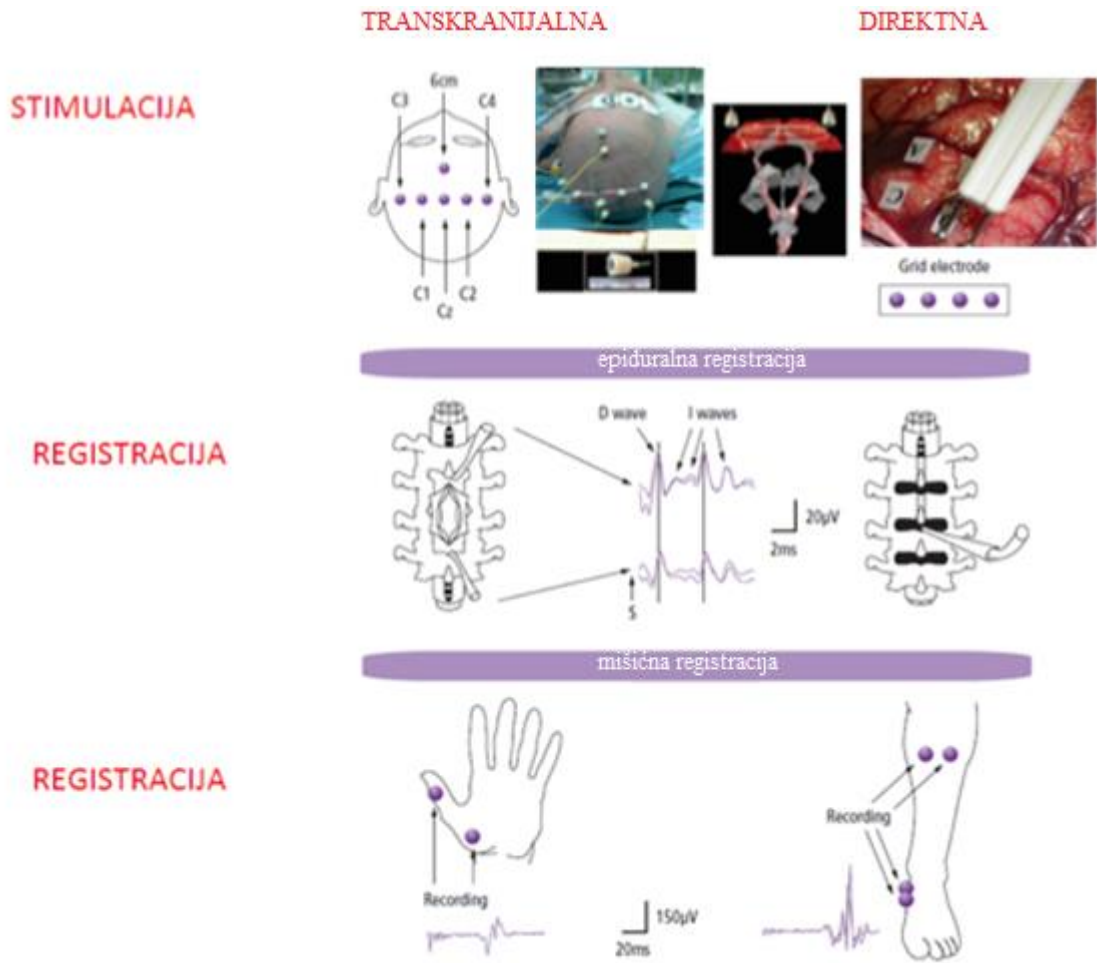 TRANSKRANIJALNA
DIREKTNA
STIMULACIJA
6cm
C3
C4
C1
C2
Cz
Grid electrode
epiduralna registracija
REGISTRACIJA
D wave
I waves
20µV
2ms
S
mišićna registracija
REGISTRACIJA
Recording
Recording
150µV
20ms